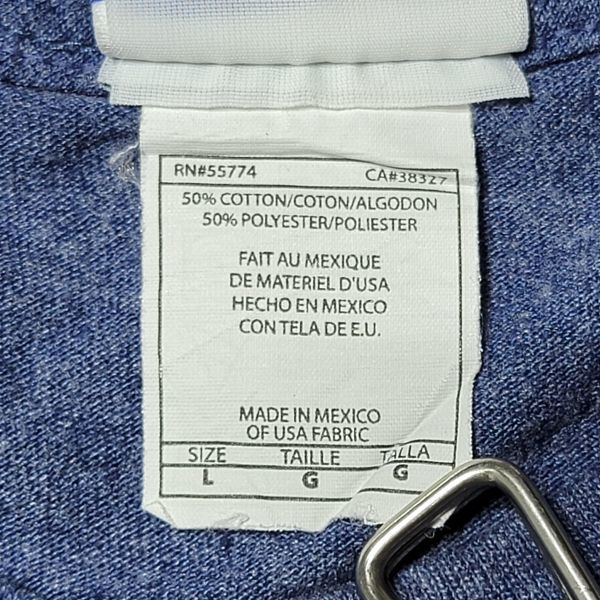 RN#55774 CA#38327
50% COTTON/COTON/ALGODON
50% POLYESTER/POLIESTER
FAIT AU MEXIQUE
DE MATERIEL D'USA
HECHO EN MEXICO
CON TELA DE E.U.
MADE IN MEXICO
OF USA FABRIC
SIZE TAILLE TALLA
L G G